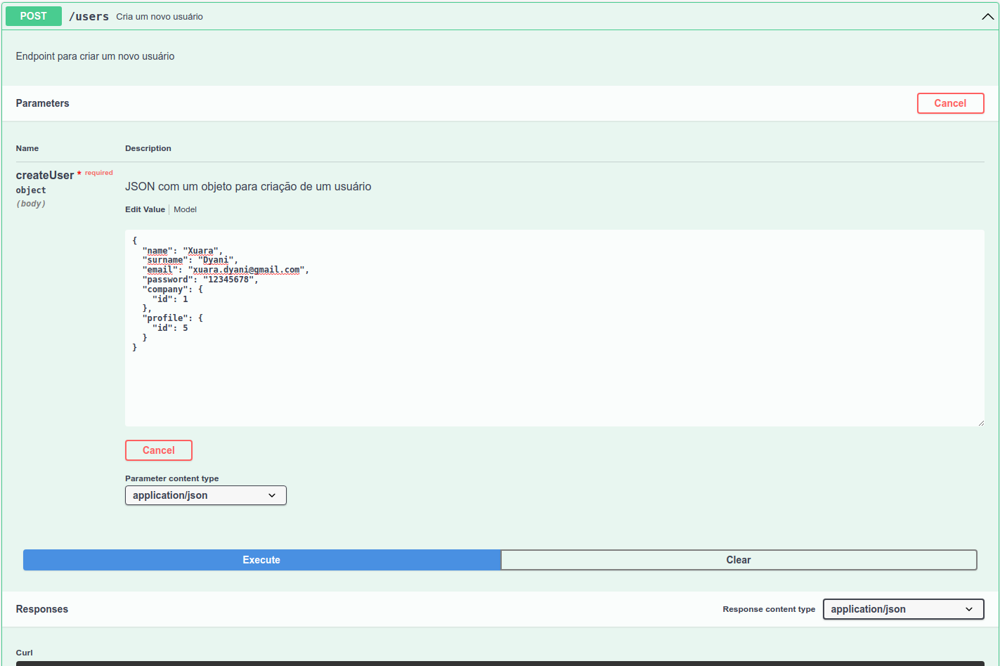 POST /users Cria um novo usuário
Endpoint para criar um novo usuário
Parameters
Cancel
Name Description
createUser * required
object
(body)
JSON com um objeto para criação de um usuário
Edit Value | Model
{
  "name": "Xuara",
  "surname": "Dyani",
  "email": "xuara.dyani@gmail.com",
  "password": "12345678",
  "company": {
    "id": 1
  },
  "profile": {
    "id": 5
  }
}
Cancel
Parameter content type
application/json
Execute
Clear
Responses
Response content type
application/json
Curl